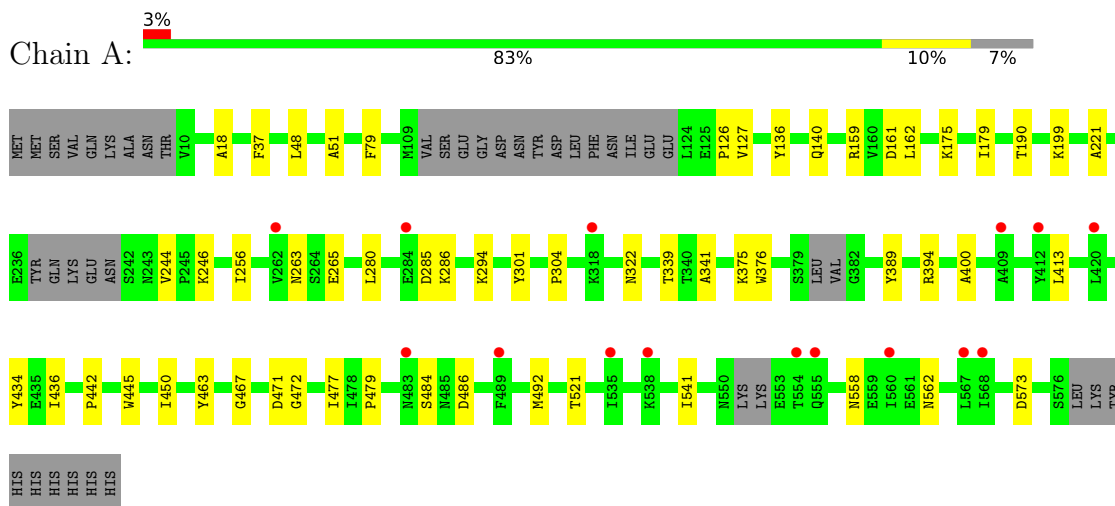 3%
Chain A:
83% 10% 7%
MET MET SER VAL GLN LYS ALA ASN THR V10 A18 F37 L48 A51 F79 M109 VAL SER GLU GLY ASP ASN TYR ASP LEU PHE ASN ILE GLU GLU L124 E125 P126 V127 Y136 Q140 R159 V160 D161 L162 K175 I179 T190 K199 A221
E236 TYR GLN LYS GLU ASN S242 N243 V244 P245 K246 I256 V262 N263 S264 E265 L280 E284 D285 K286 K294 Y301 P304 K318 N322 T339 T340 A341 K375 W376 S379 LEU VAL G382 Y389 R394 A400 A409 Y412 L413 L420
Y434 E435 I436 P442 W445 I450 Y463 G467 D471 G472 I477 I478 P479 N483 S484 N485 D486 F489 M492 T521 I535 K538 I541 N550 LYS LYS E553 T554 Q555 N558 E559 I560 E561 N562 L567 I568 D573 S576 LEU LYS TYR
HIS HIS HIS HIS HIS HIS